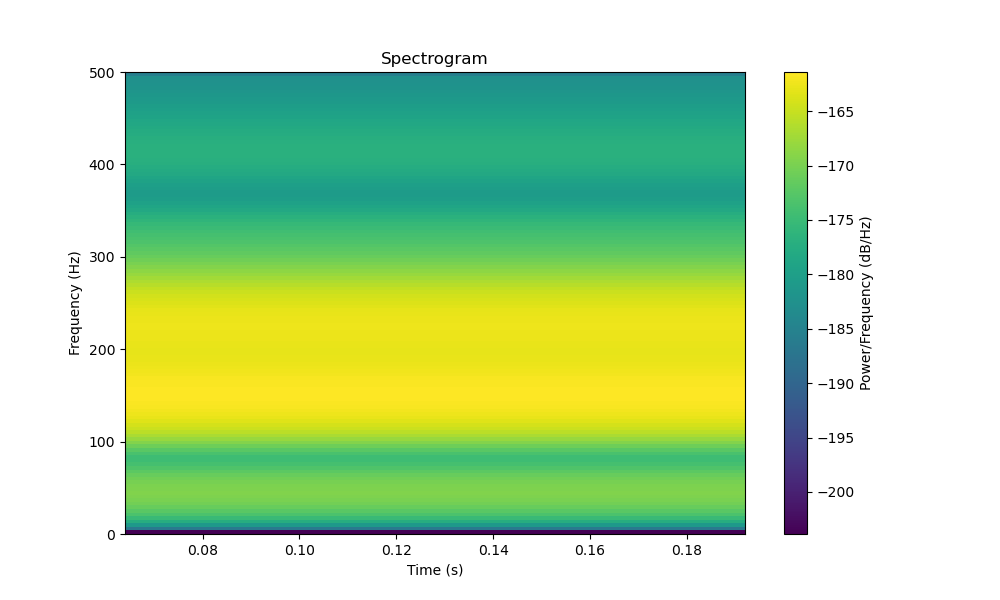 Spectrogram
500
400
300
200
100
0
Frequency (Hz)
0.08 0.10 0.12 0.14 0.16 0.18
Time (s)
−165
−170
−175
−180
−185
−190
−195
−200
Power/Frequency (dB/Hz)